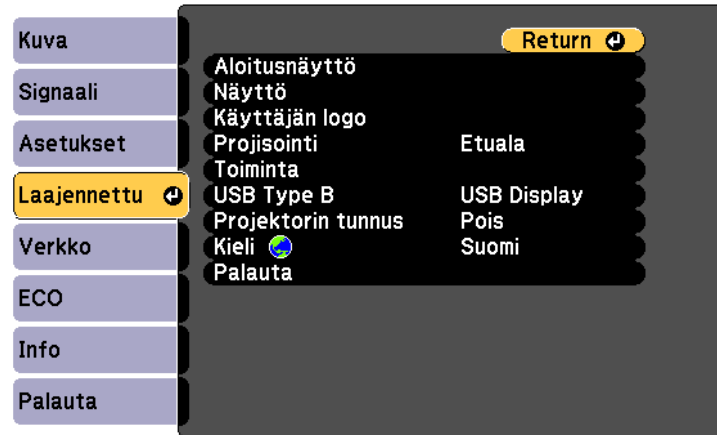 Kuva
Signaali
Asetukset
Laajennettu
Verkko
ECO
Info
Palauta
Return
Aloitusnäyttö
Näyttö
Käyttäjän logo
Projisointi Etuala
Toiminta
USB Type B USB Display
Projektorin tunnus Pois
Kieli Suomi
Palauta